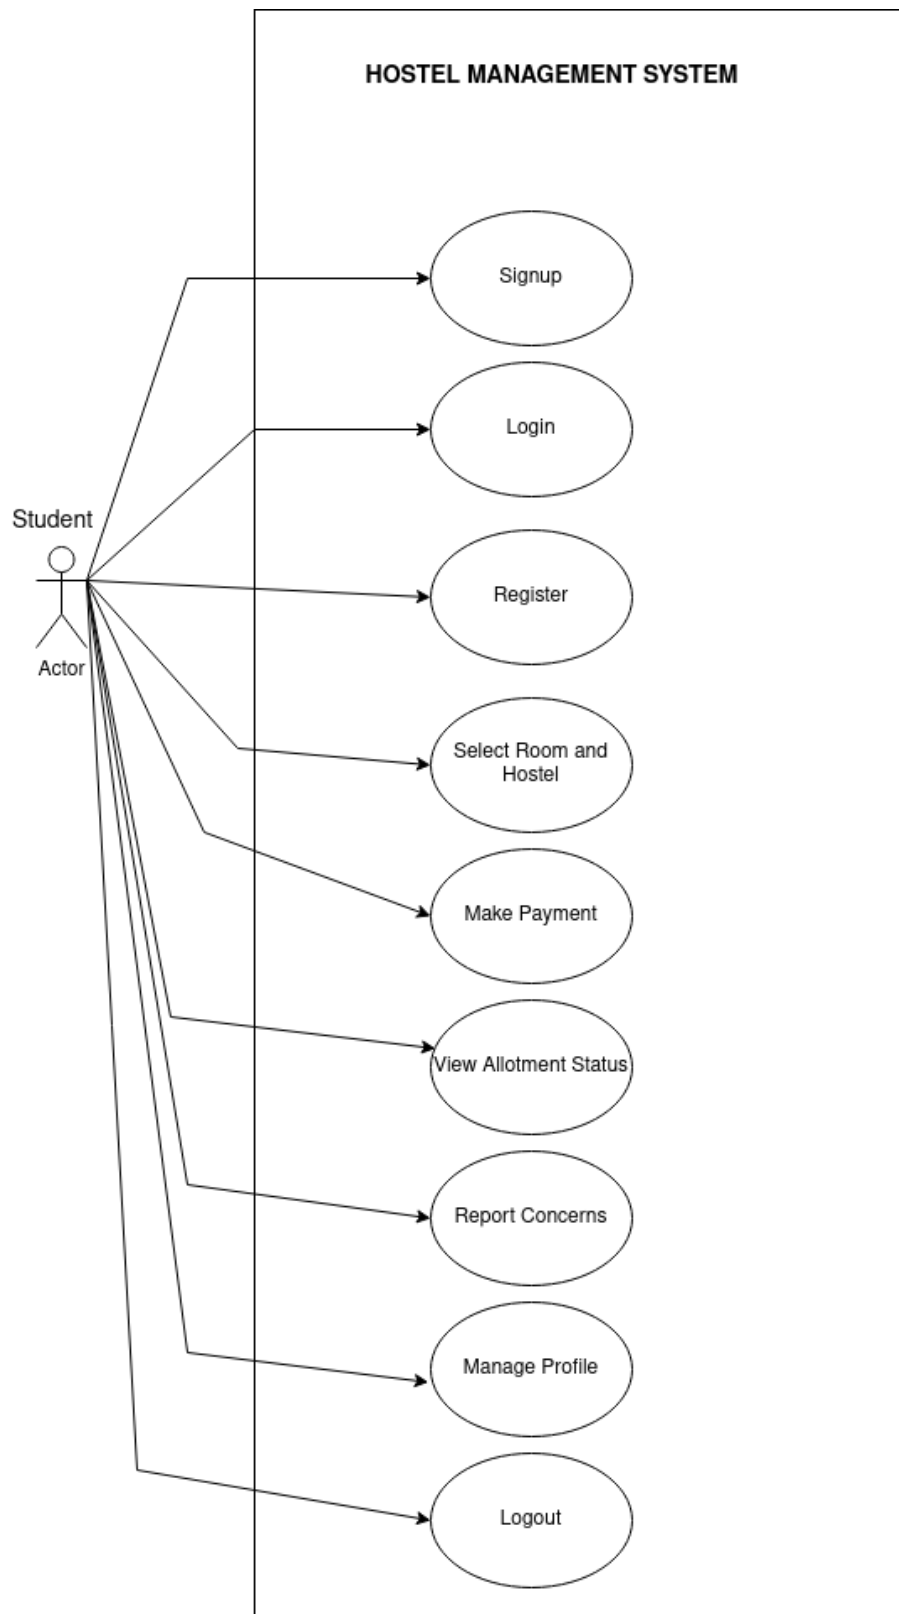 HOSTEL MANAGEMENT SYSTEM
Signup
Login
Student
Actor
Register
Select Room and
Hostel
Make Payment
View Allotment Status
Report Concerns
Manage Profile
Logout